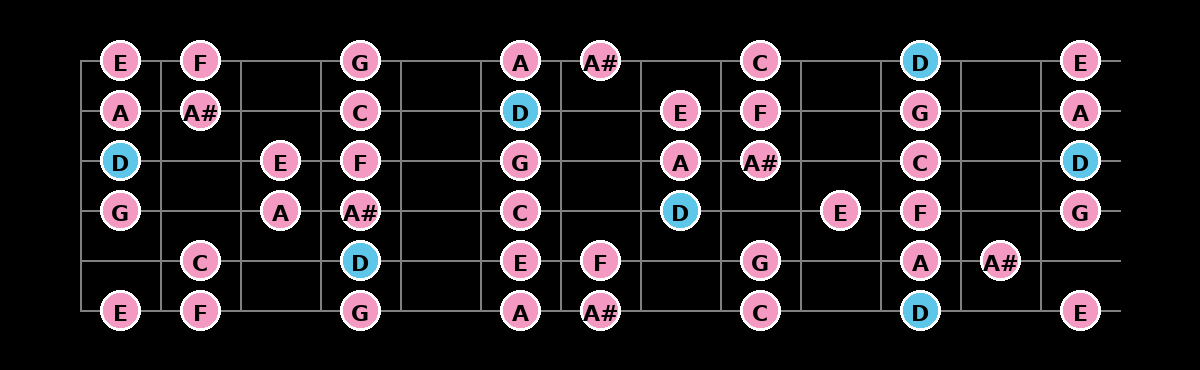 E F G A A# C D E
A A# C D E F G A
D E F G A A# C D
G A A# C D E F G
C D E F G A A#
E F G A A# C D E